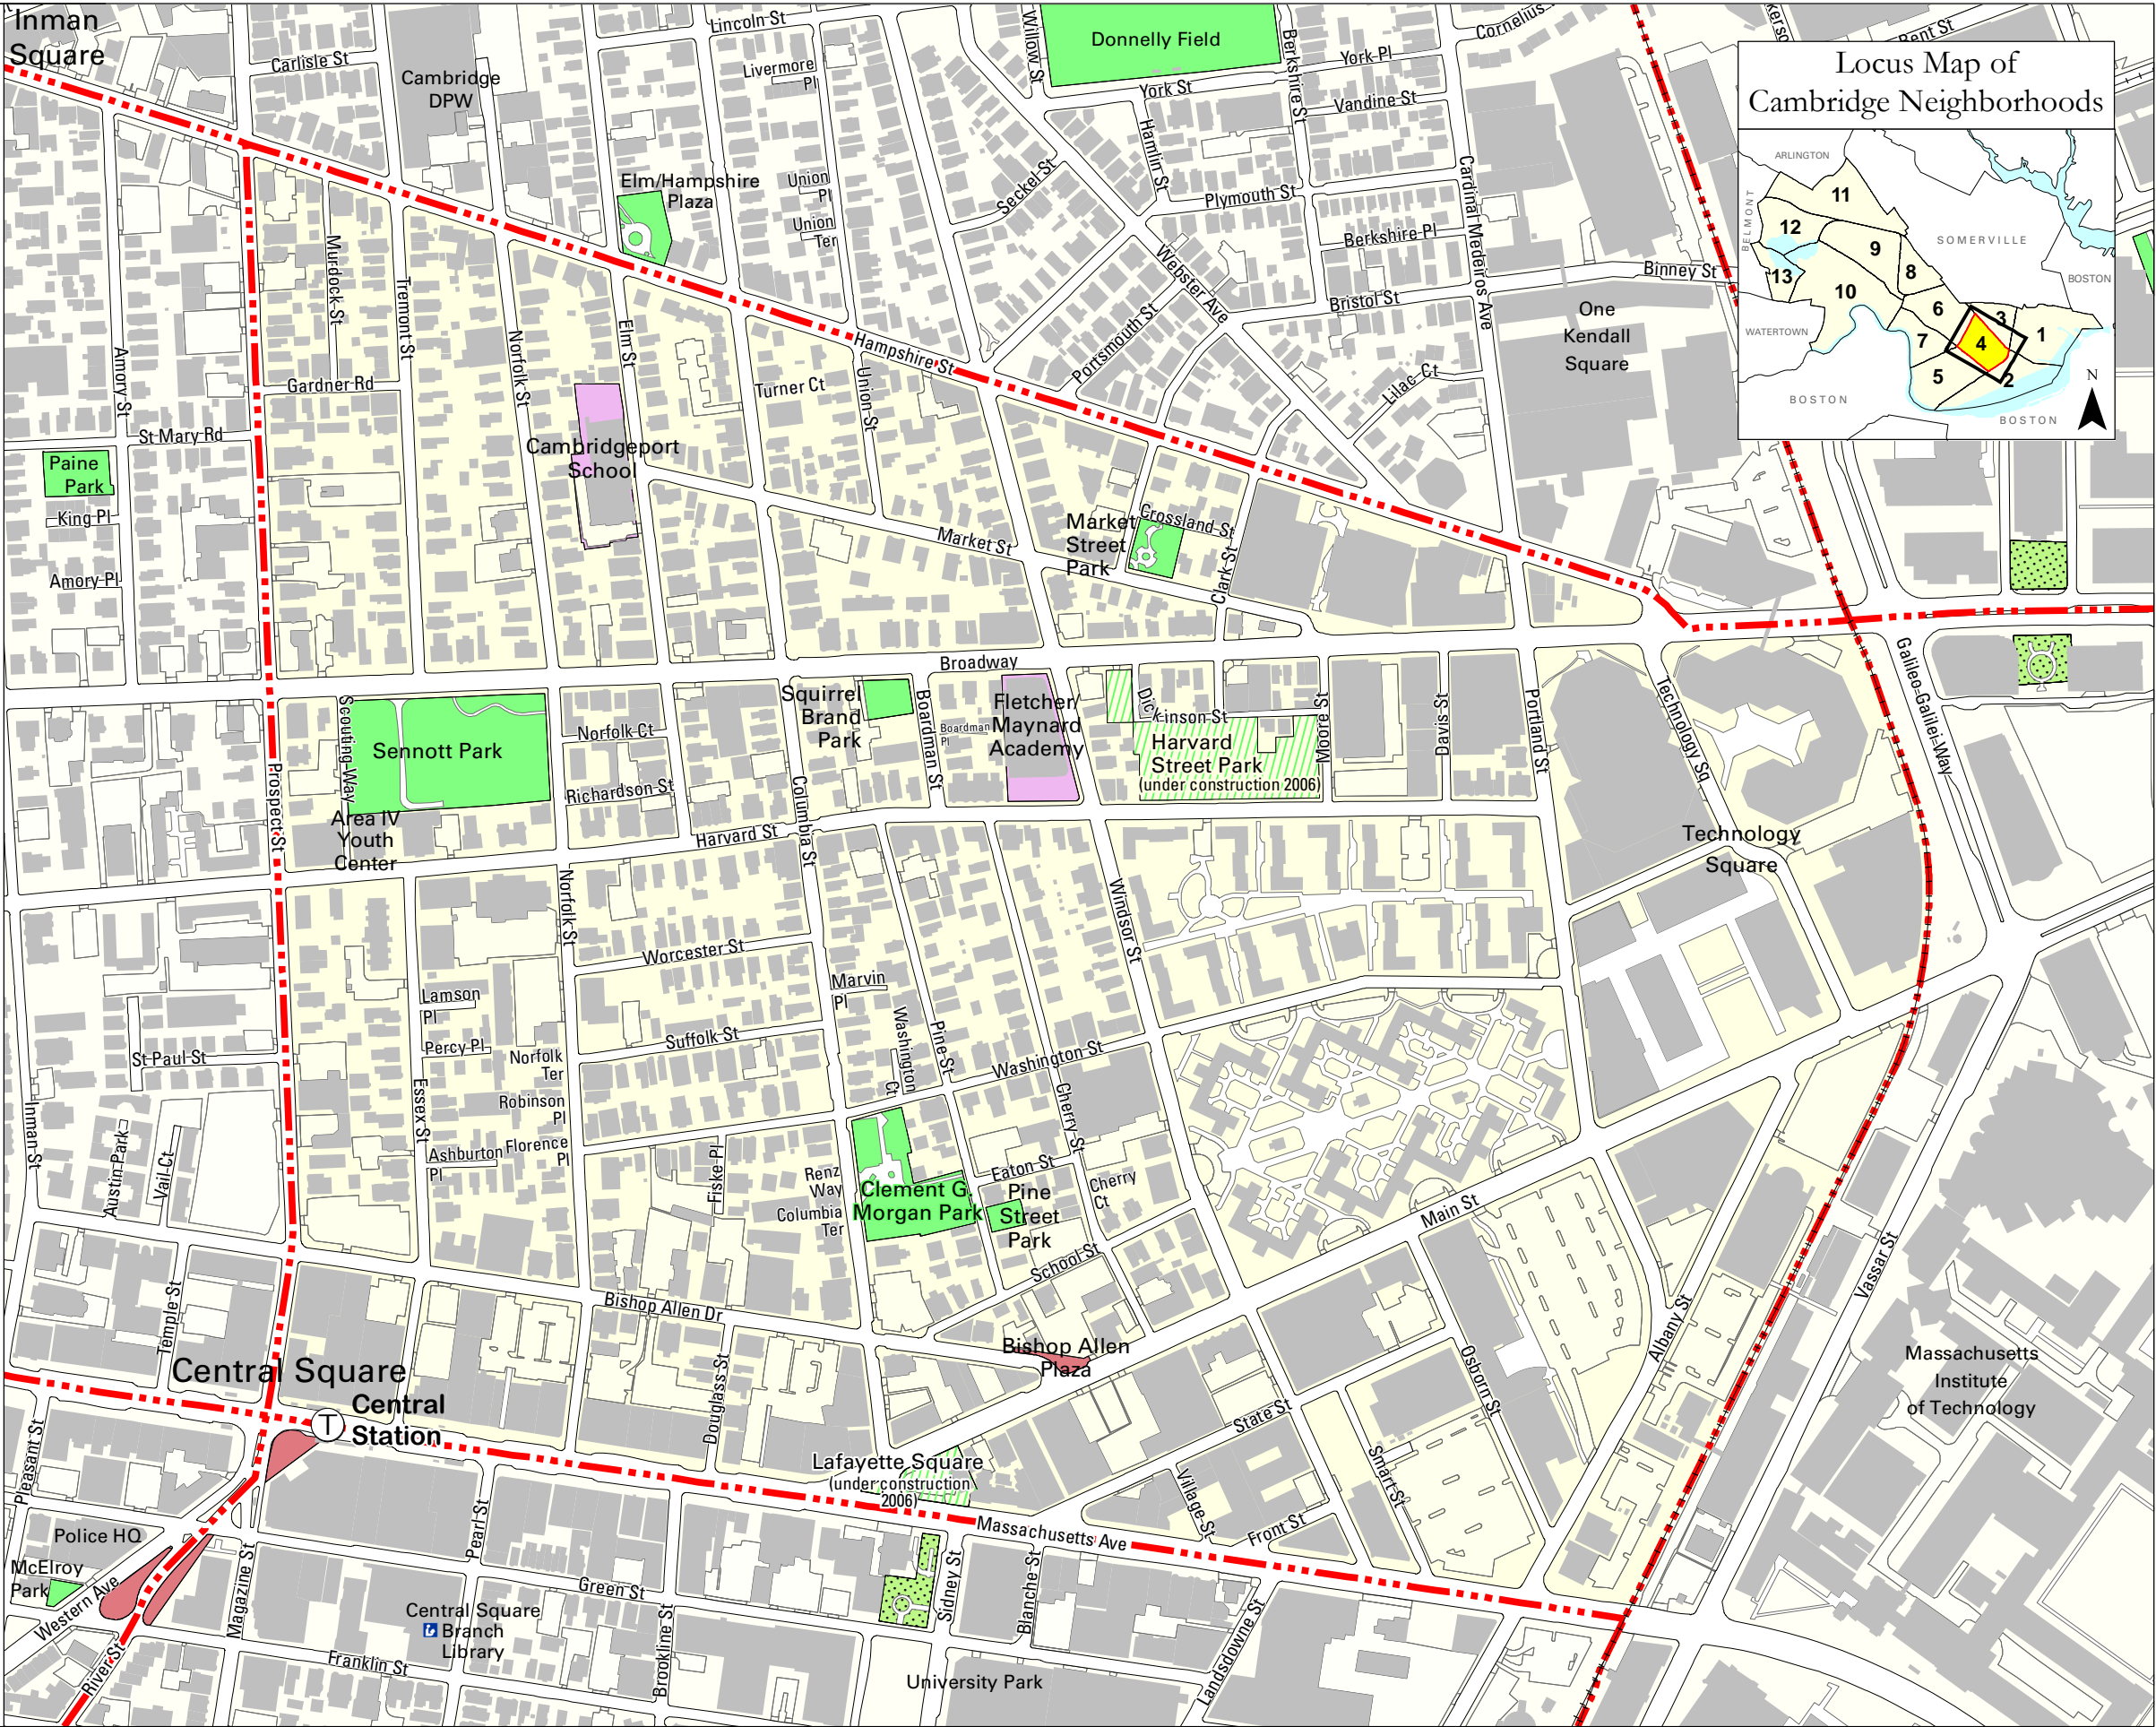 Inman
Square
Carlisle St
Cambridge
DPW
Lincoln St
Livermore
Pl
Willow St
Donnelly Field
Berkshire St
York Pl
York St
Vandine St
Cornelius
Bent St
Locus Map of
Cambridge Neighborhoods
ARLINGTON
BELMONT
SOMERVILLE
BOSTON
WATERTOWN
BOSTON
BOSTON
11
12
9
8
13
10
6
3
1
7
4
5
2
N
Elm/Hampshire
Plaza
Union
Pl
Union
Ter
Seckel St
Hamlin St
Plymouth St
Berkshire Pl
Cardinal Medeiros Ave
Webster Ave
Portsmouth St
Bristol St
Binney St
One
Kendall
Square
Murdock St
Tremont St
Norfolk St
Elm St
Hampshire St
Turner Ct
Union St
Lilac Ct
Amory St
Gardner Rd
St Mary Rd
Paine
Park
King Pl
Amory Pl
Cambridgeport
School
Market St
Market
Street
Park
Crossland St
Clark St
Broadway
Squirrel
Brand
Park
Boardman St
Boardman
Pl
Fletcher/
Maynard
Academy
Dickinson St
Harvard
Street Park
(under construction 2006)
Moore St
Davis St
Portland St
Technology Sq
Galileo Galilei Way
Technology
Square
Scouting Way
Sennott Park
Norfolk Ct
Richardson St
Prospect St
Area IV
Youth
Center
Harvard St
Columbia St
Norfolk St
Worcester St
Windsor St
Marvin
Pl
Washington
Ct
Pine St
Suffolk St
Washington St
Lamson
Pl
Percy Pl
Norfolk
Ter
Robinson
Pl
Essex St
Ashburton
Pl
Florence
Pl
St Paul St
Inman St
Austin Park
Vail Ct
Fiske Pl
Renz
Way
Columbia
Ter
Clement G.
Morgan Park
Cherry St
Eaton St
Pine
Street
Park
Cherry
Ct
School St
Main St
Bishop Allen Dr
Bishop Allen
Plaza
Temple St
Central Square
T
Central
Station
Douglass St
Lafayette Square
(under construction
2006)
State St
Osborn St
Smart St
Village St
Front St
Albany St
Vassar St
Massachusetts
Institute
of Technology
Massachusetts Ave
Pleasant St
Police HQ
McElroy
Park
Western Ave
River St
Magazine St
Pearl St
Green St
Central Square
Branch
Library
Franklin St
Brookline St
Sidney St
Blanche St
Landsdowne St
University Park